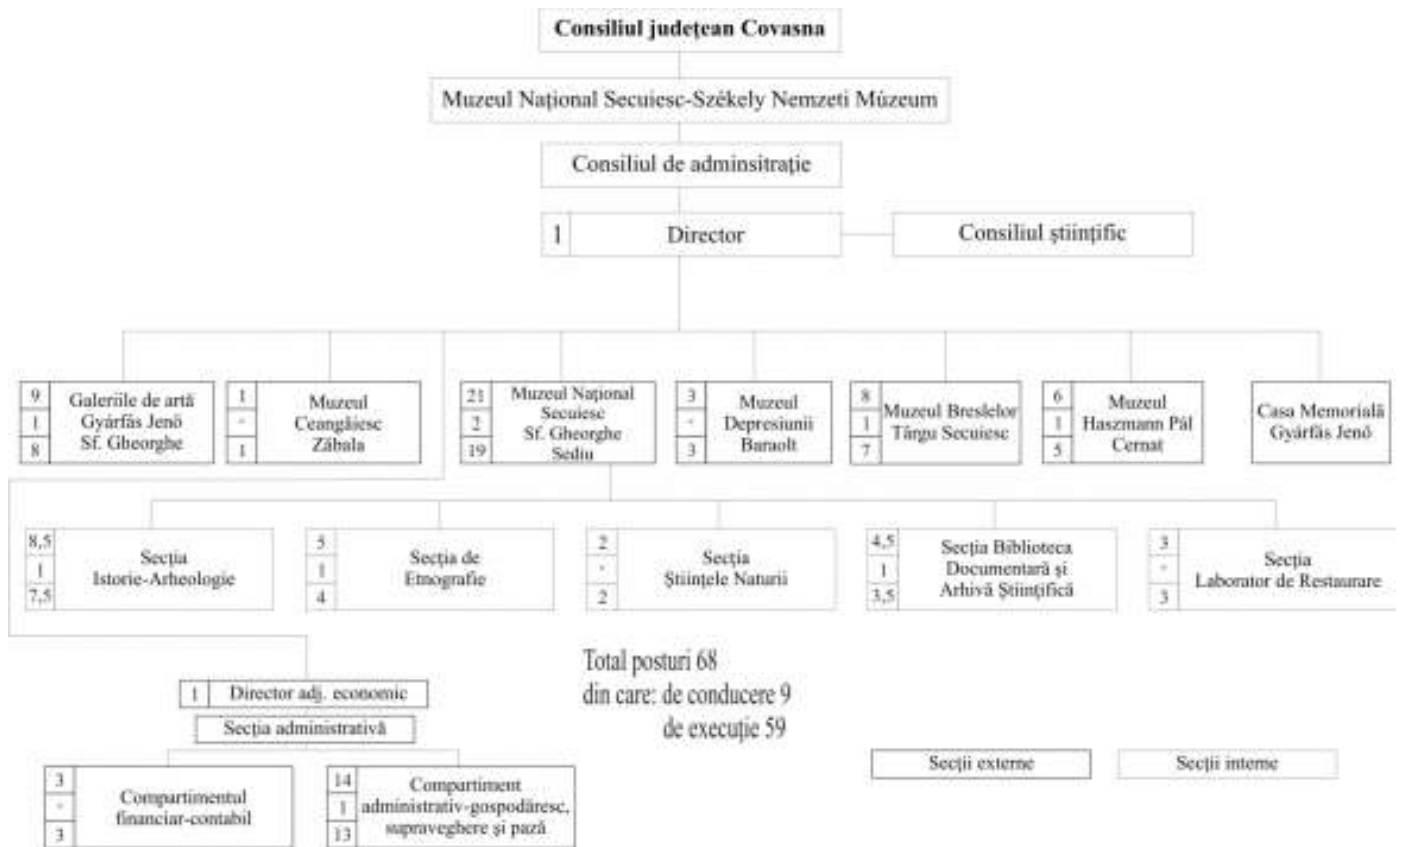 Consiliul județean Covasna
Muzeul Național Secuiesc-Székely Nemzeti Múzeum
Consiliul de adminsitrație
1
Director
Consiliul științific
9
1
8
Galeriile de artă
Gyárfás Jenő
Sf. Gheorghe
1
-
1
Muzeul
Ceangăiesc
Zăbala
21
2
19
Muzeul Național
Secuiesc
Sf. Gheorghe
Sediu
3
-
3
Muzeul
Depresiunii
Baraolt
8
1
7
Muzeul Breslelor
Târgu Secuiesc
6
1
5
Muzeul
Haszmann Pál
Cernat
Casa Memorială
Gyárfás Jenő
8,5
1
7,5
Secția
Istorie-Arheologie
5
1
4
Secția de
Etnografie
2
-
2
Secția
Științele Naturii
4,5
1
3,5
Secția Biblioteca
Documentară și
Arhivă Științifică
3
-
3
Secția
Laborator de Restaurare
Total posturi 68
din care: de conducere 9
de execuție 59
1
Director adj. economic
Secția administrativă
3
-
3
Compartimentul
financiar-contabil
14
1
13
Compartiment
administrativ-gospodăresc,
supraveghere și pază
Secții externe
Secții interne